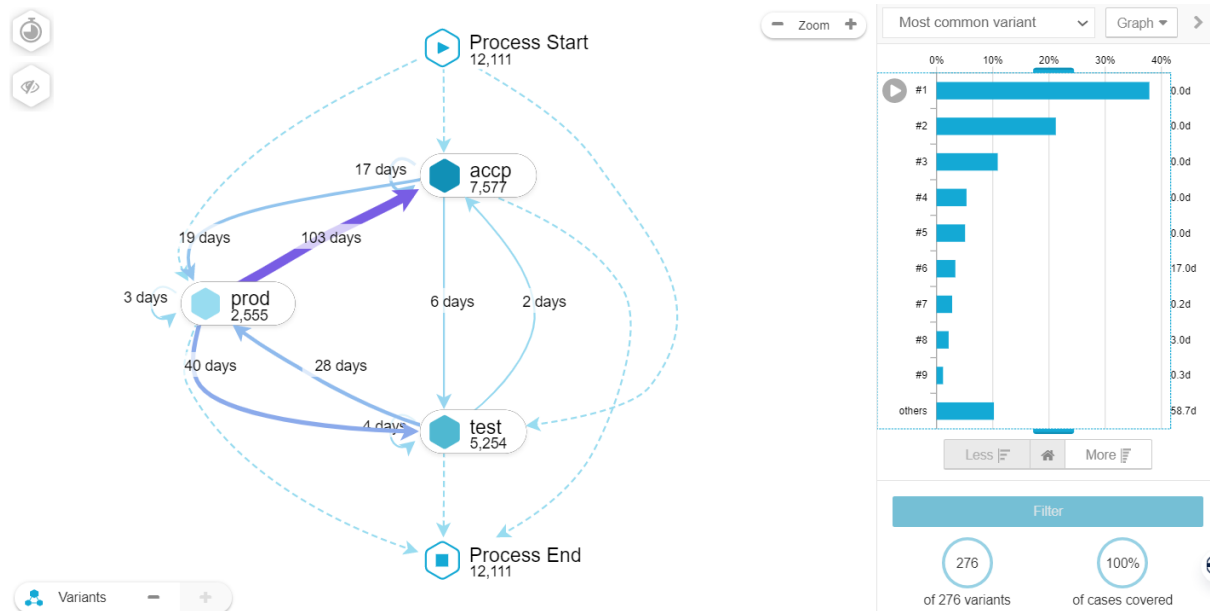 Process Start
12,111
Zoom
17 days
accp
7,577
19 days
103 days
3 days
prod
2,555
6 days
2 days
40 days
28 days
4 days
test
5,254
Process End
12,111
Variants
Most common variant
Graph
0% 10% 20% 30% 40%
#1 0.0d
#2 0.0d
#3 0.0d
#4 0.0d
#5 0.0d
#6 17.0d
#7 0.2d
#8 3.0d
#9 0.3d
others 58.7d
Less
More
Filter
276
of 276 variants
100%
of cases covered